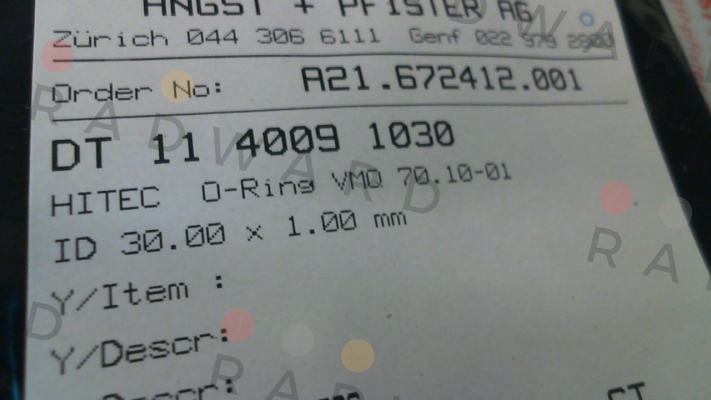 ANGST + PFISTER AG
Zürich 044 306 6111 Genf 022 979 2800
Order No: A21.672412.001
DT 11 4009 1030
HITEC O-Ring VMQ 70.10-01
ID 30.00 x 1.00 mm
Y/Item :
Y/Descr:
RADWARD